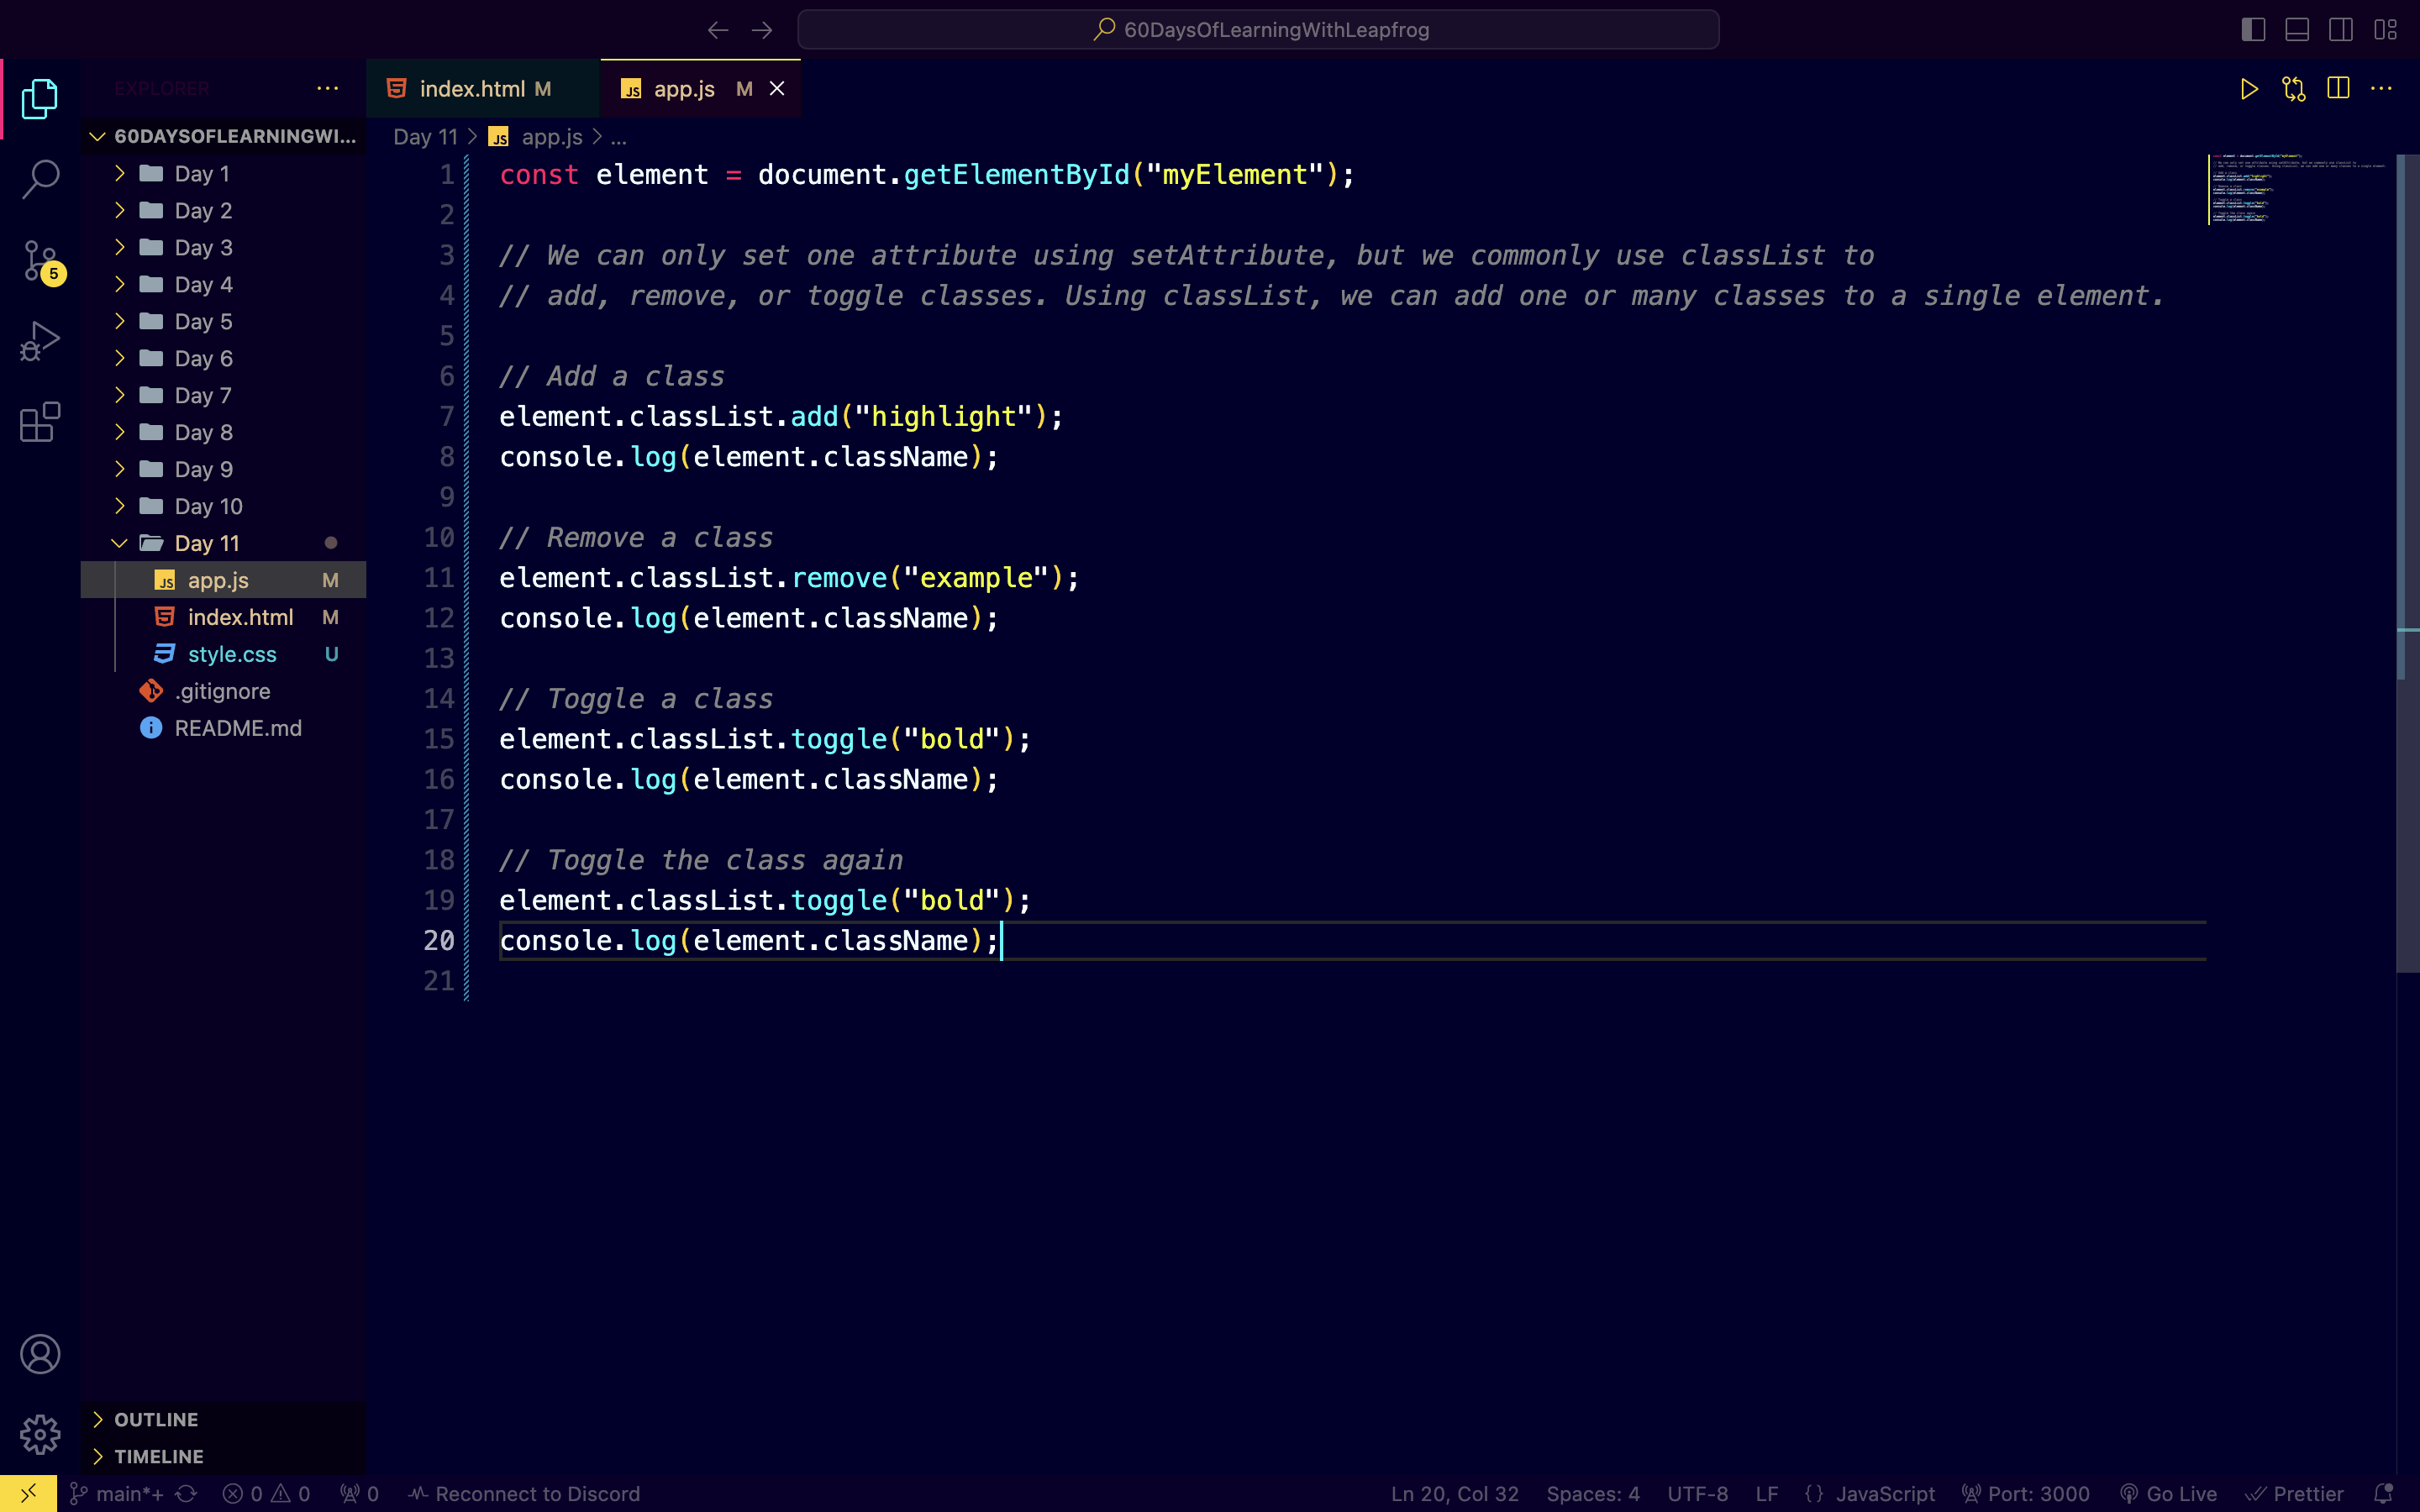 60DaysOfLearningWithLeapfrog
EXPLORER
60DAYSOFLEARNINGWI...
Day 1
Day 2
Day 3
Day 4
Day 5
Day 6
Day 7
Day 8
Day 9
Day 10
Day 11
app.js M
index.html M
style.css U
.gitignore
README.md
OUTLINE
TIMELINE
5
index.html M
app.js M
Day 11 > JS app.js > ...
1 const element = document.getElementById("myElement");
2
3 // We can only set one attribute using setAttribute, but we commonly use classList to
4 // add, remove, or toggle classes. Using classList, we can add one or many classes to a single element.
5
6 // Add a class
7 element.classList.add("highlight");
8 console.log(element.className);
9
10 // Remove a class
11 element.classList.remove("example");
12 console.log(element.className);
13
14 // Toggle a class
15 element.classList.toggle("bold");
16 console.log(element.className);
17
18 // Toggle the class again
19 element.classList.toggle("bold");
20 console.log(element.className);
21
main*+ 0 0 0 Reconnect to Discord Ln 20, Col 32 Spaces: 4 UTF-8 LF {} JavaScript Port: 3000 Go Live Prettier